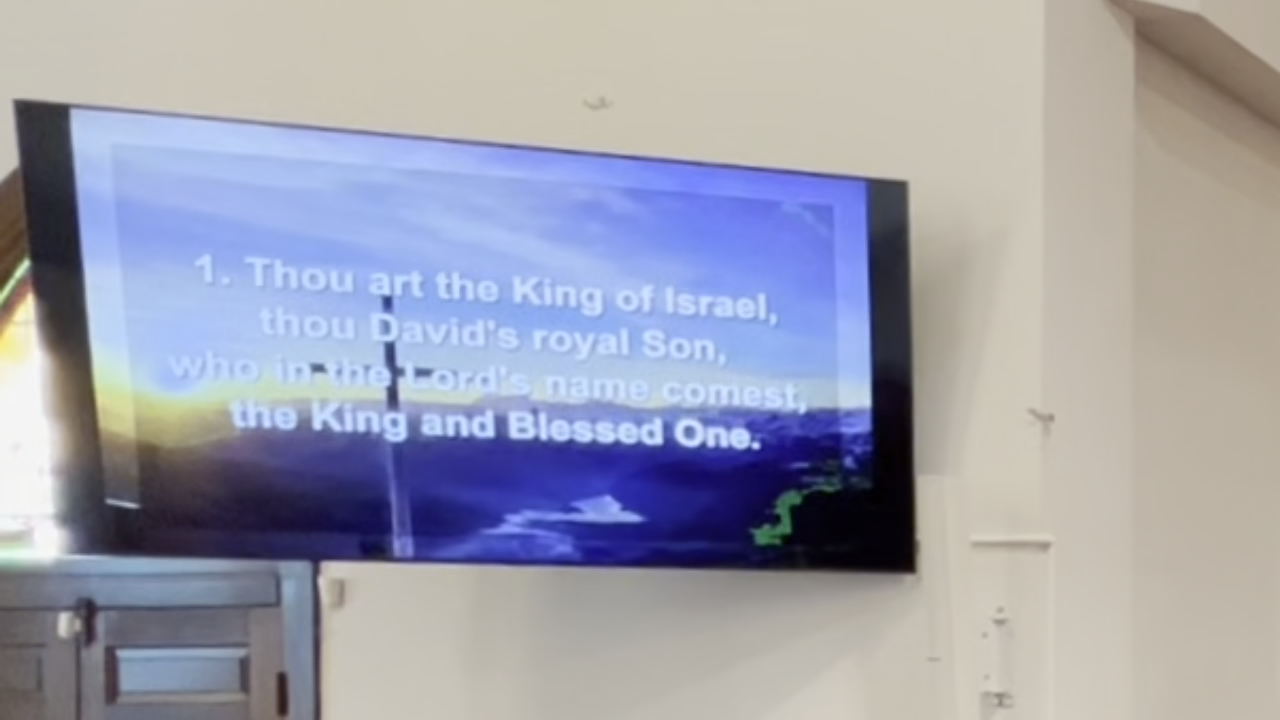 1. Thou art the King of Israel,
thou David's royal Son,
who in the Lord's name comest,
the King and Blessed One.